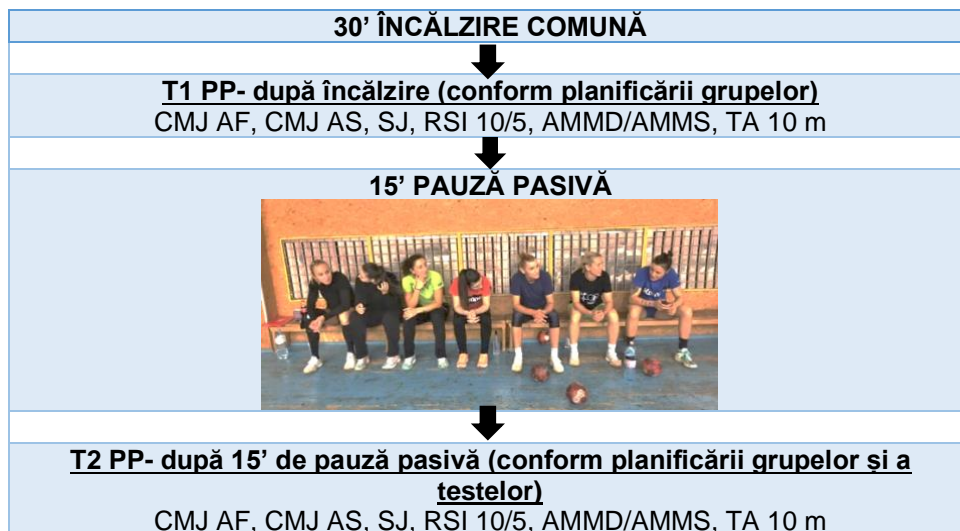 30’ ÎNCĂLZIRE COMUNĂ
T1 PP- după încălzire (conform planificării grupelor)
CMJ AF, CMJ AS, SJ, RSI 10/5, AMMD/AMMS, TA 10 m
15’ PAUZĂ PASIVĂ
T2 PP- după 15’ de pauză pasivă (conform planificării grupelor și a
testelor)
CMJ AF, CMJ AS, SJ, RSI 10/5, AMMD/AMMS, TA 10 m